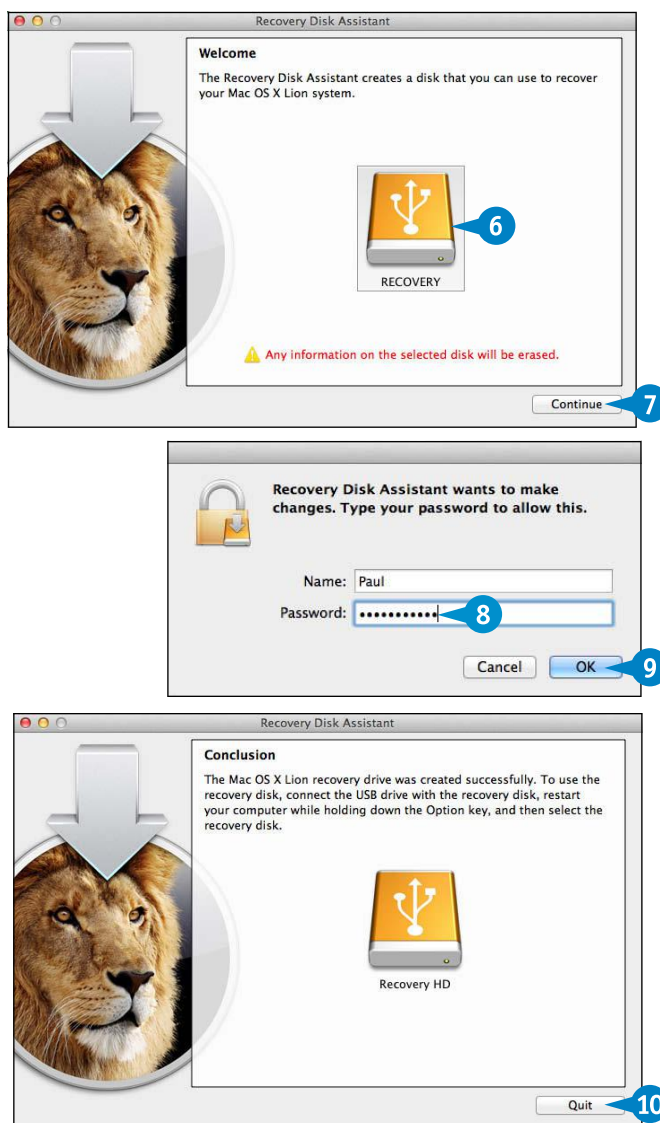 Recovery Disk Assistant
Welcome
The Recovery Disk Assistant creates a disk that you can use to recover
your Mac OS X Lion system.
6
RECOVERY
Any information on the selected disk will be erased.
Continue
7
Recovery Disk Assistant wants to make
changes. Type your password to allow this.
Name: Paul
Password: •••••••••••
8
Cancel
OK
9
Recovery Disk Assistant
Conclusion
The Mac OS X Lion recovery drive was created successfully. To use the
recovery disk, connect the USB drive with the recovery disk, restart
your computer while holding down the Option key, and then select the
recovery disk.
Recovery HD
Quit
10